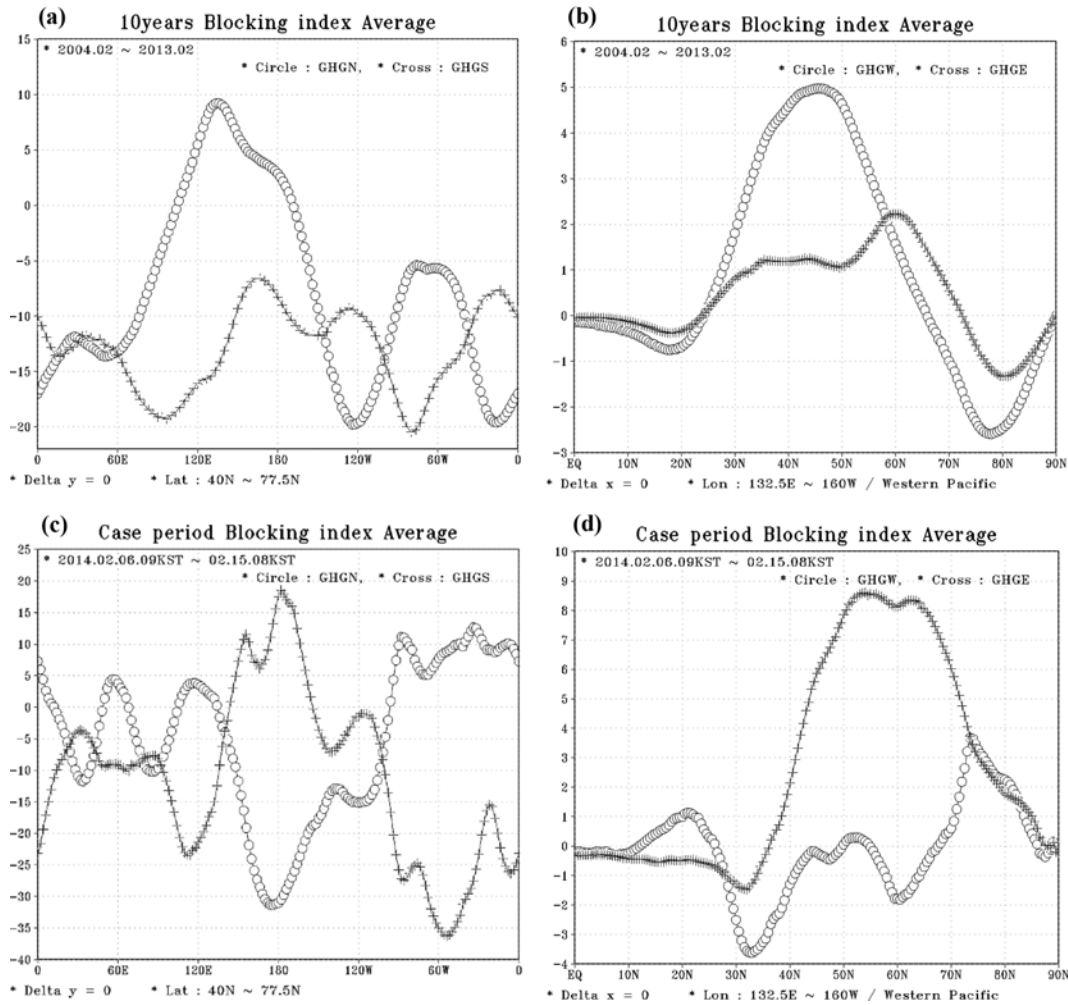 (a) 10years Blocking index Average
* 2004.02 ~ 2013.02
* Circle : GHGN, * Cross : GHGS
15
10
5
0
-5
-10
-15
-20
0 60E 120E 180 120W 60W 0
* Delta y = 0 * Lat : 40N ~ 77.5N
(b) 10years Blocking index Average
* 2004.02 ~ 2013.02
* Circle : GHGW, * Cross : GHGE
6
5
4
3
2
1
0
-1
-2
-3
EQ 10N 20N 30N 40N 50N 60N 70N 80N 90N
* Delta x = 0 * Lon : 132.5E ~ 160W / Western Pacific
(c) Case period Blocking index Average
* 2014.02.06.09KST ~ 02.15.08KST
* Circle : GHGN, * Cross : GHGS
25
20
15
10
5
0
-5
-10
-15
-20
-25
-30
-35
-40
0 60E 120E 180 120W 60W 0
* Delta y = 0 * Lat : 40N ~ 77.5N
(d) Case period Blocking index Average
* 2014.02.06.09KST ~ 02.15.08KST
* Circle : GHGW, * Cross : GHGE
10
9
8
7
6
5
4
3
2
1
0
-1
-2
-3
-4
EQ 10N 20N 30N 40N 50N 60N 70N 80N 90N
* Delta x = 0 * Lon : 132.5E ~ 160W / Western Pacific